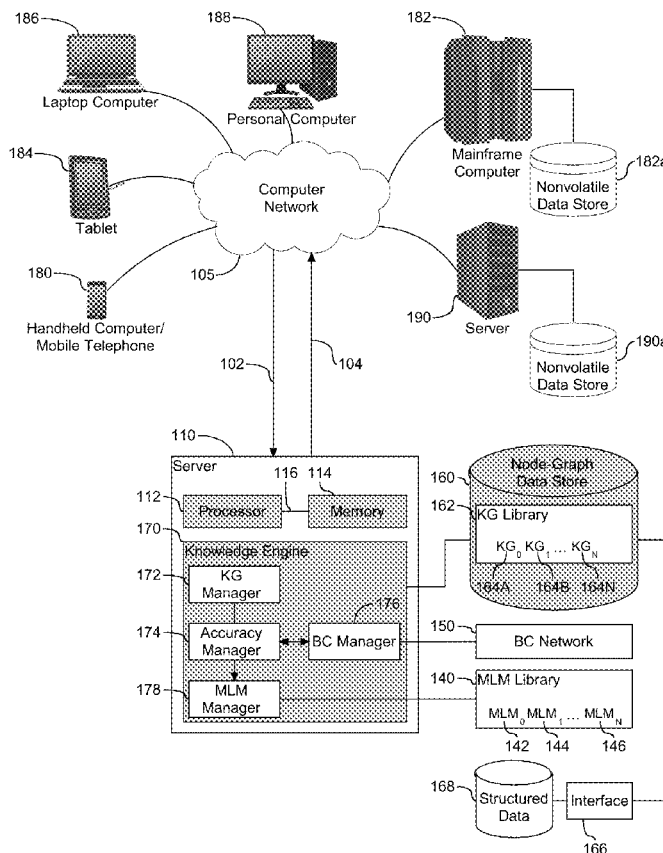 186
188
182
Laptop Computer
Personal Computer
Mainframe
Computer
182a
Nonvolatile
Data Store
184
Tablet
Computer
Network
105
180
Handheld Computer/
Mobile Telephone
190
Server
190a
Nonvolatile
Data Store
102
104
110
Server
116
114
112
Processor
Memory
170
Knowledge Engine
172
KG
Manager
176
174
Accuracy
Manager
BC Manager
178
MLM
Manager
160
Node-Graph
Data Store
162
KG Library
KG0 KG1 ... KGN
164A 164B 164N
150
BC Network
140
MLM Library
MLM0 MLM1 ... MLMN
142 144 146
168
Structured
Data
Interface
166